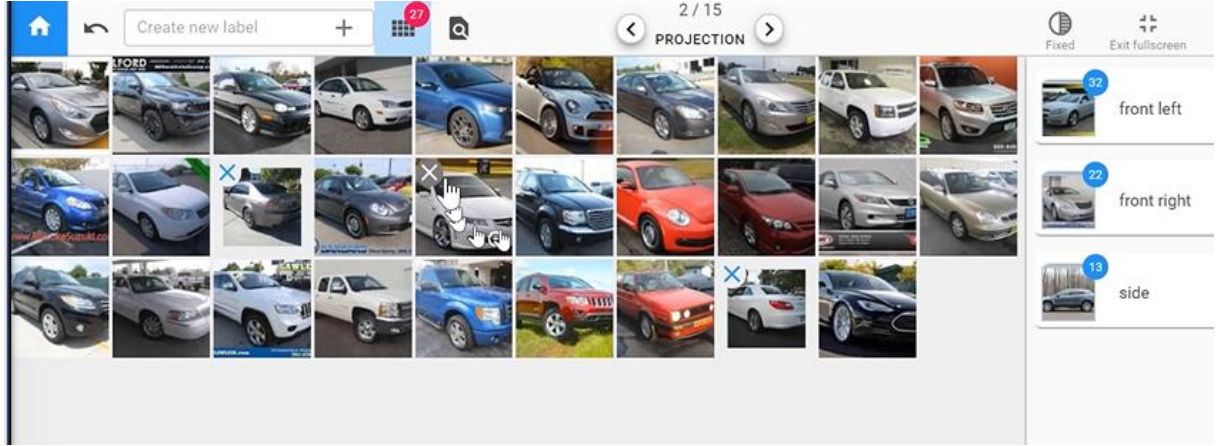 Create new label
27
2 / 15
PROJECTION
Fixed
Exit fullscreen
32
front left
22
front right
13
side